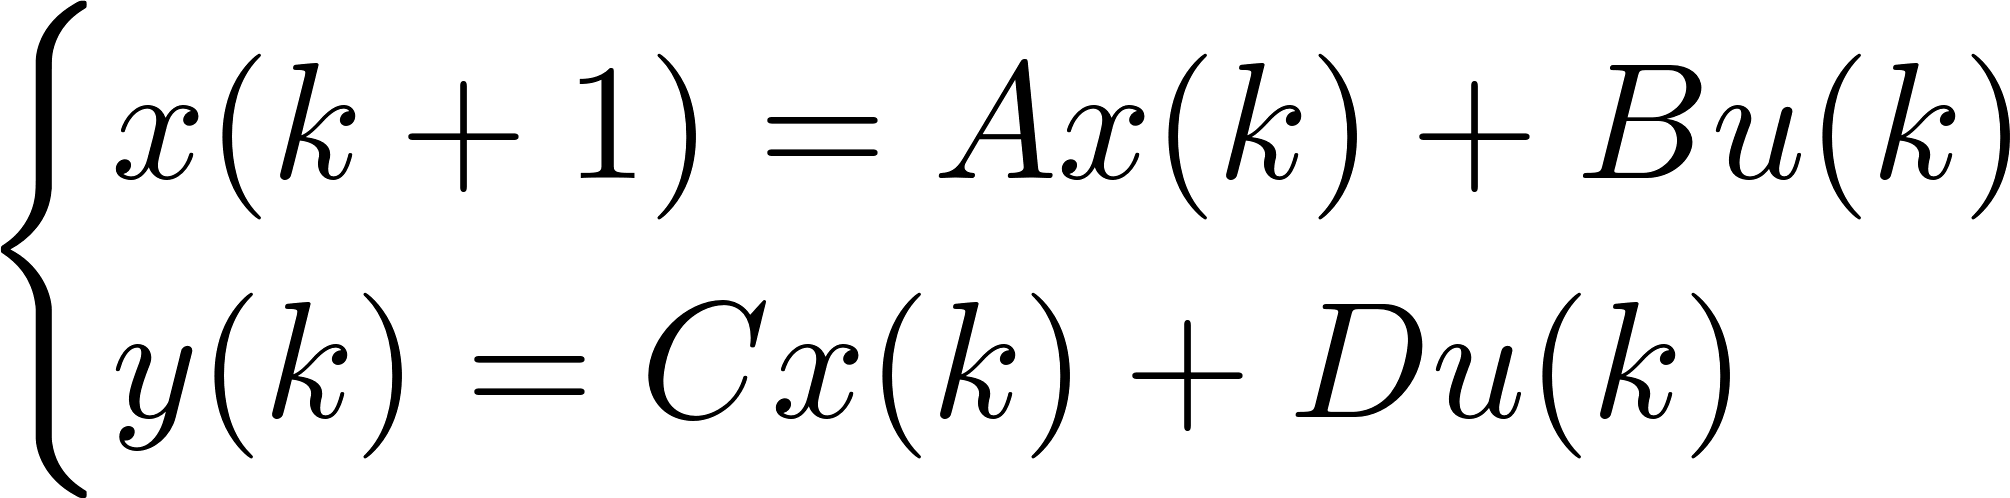 x(k + 1) = Ax(k) + Bu(k)
y(k) = Cx(k) + Du(k)